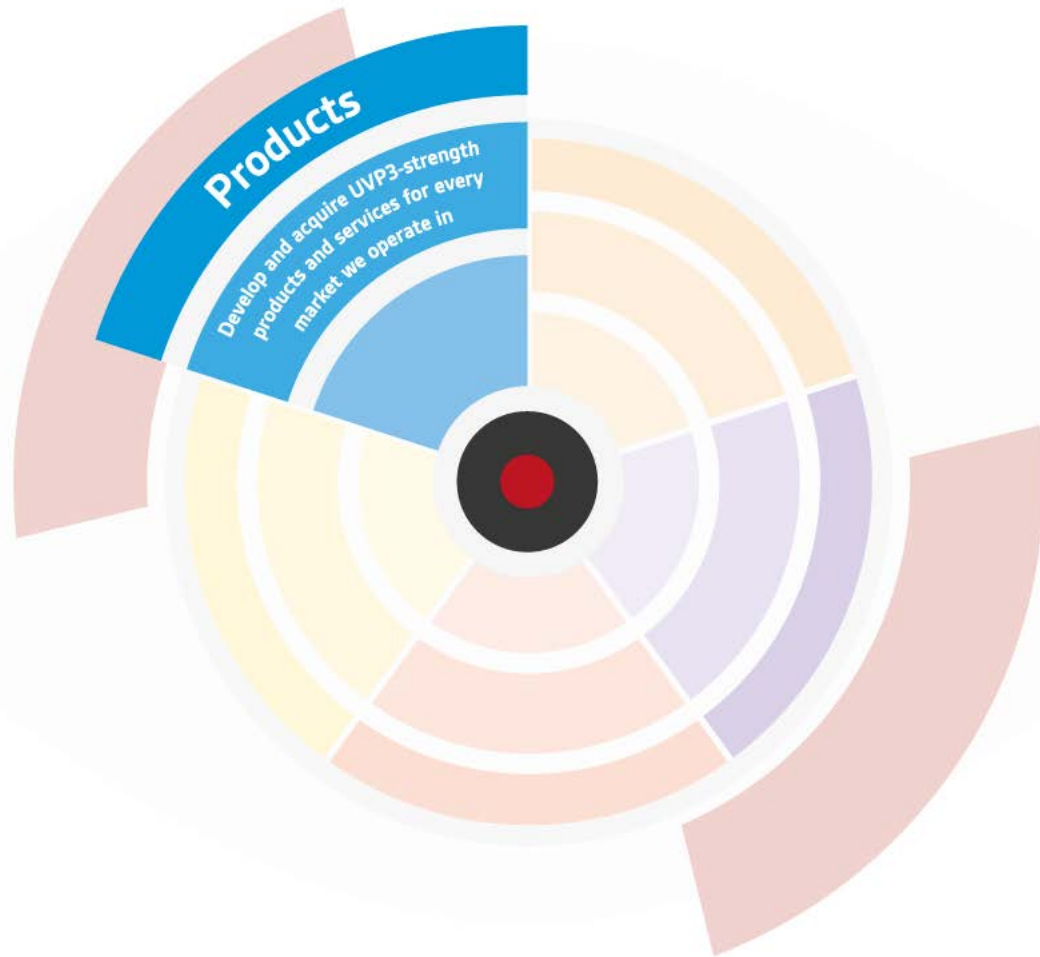 Products
Develop and acquire UVP3-strength
products and services for every
market we operate in